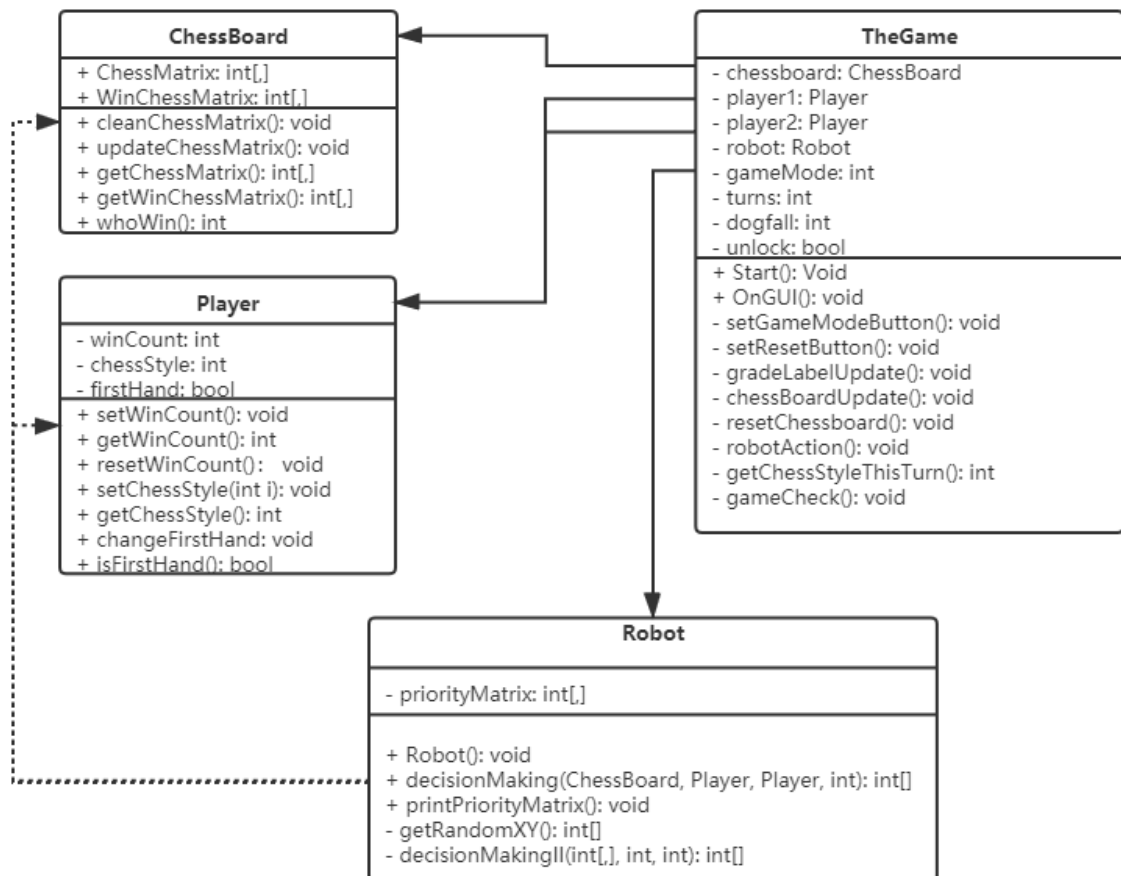 ChessBoard
+ ChessMatrix: int[,]
+ WinChessMatrix: int[,]
+ cleanChessMatrix(): void
+ updateChessMatrix(): void
+ getChessMatrix(): int[,]
+ getWinChessMatrix(): int[,]
+ whoWin(): int
TheGame
- chessboard: ChessBoard
- player1: Player
- player2: Player
- robot: Robot
- gameMode: int
- turns: int
- dogfall: int
- unlock: bool
+ Start(): Void
+ OnGUI(): void
- setGameModeButton(): void
- setResetButton(): void
- gradeLabelUpdate(): void
- chessBoardUpdate(): void
- resetChessboard(): void
- robotAction(): void
- getChessStyleThisTurn(): int
- gameCheck(): void
Player
- winCount: int
- chessStyle: int
- firstHand: bool
+ setWinCount(): void
+ getWinCount(): int
+ resetWinCount(): void
+ setChessStyle(int i): void
+ getChessStyle(): int
+ changeFirstHand: void
+ isFirstHand(): bool
Robot
- priorityMatrix: int[,]
+ Robot(): void
+ decisionMaking(ChessBoard, Player, Player, int): int[]
+ printPriorityMatrix(): void
- getRandomXY(): int[]
- decisionMakingII(int[,], int, int): int[]